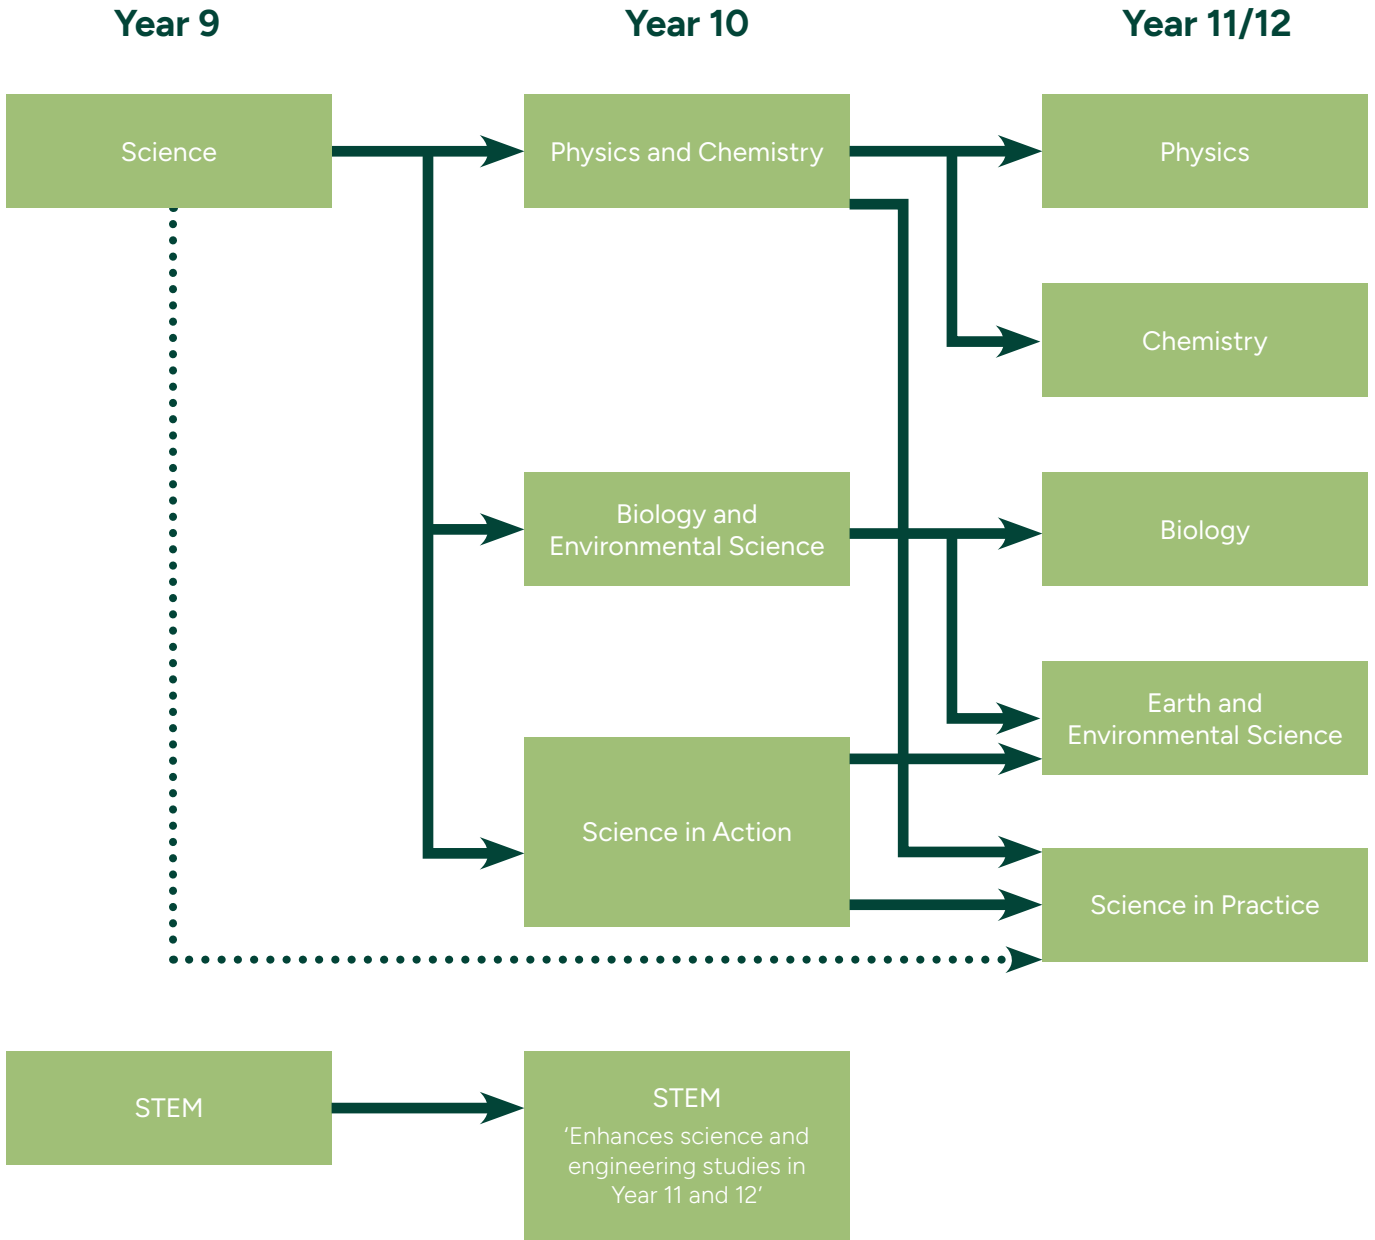 Year 9
Year 10
Year 11/12
Science
Physics and Chemistry
Physics
Chemistry
Biology and
Environmental Science
Biology
Earth and
Environmental Science
Science in Action
Science in Practice
STEM
STEM
‘Enhances science and
engineering studies in
Year 11 and 12’